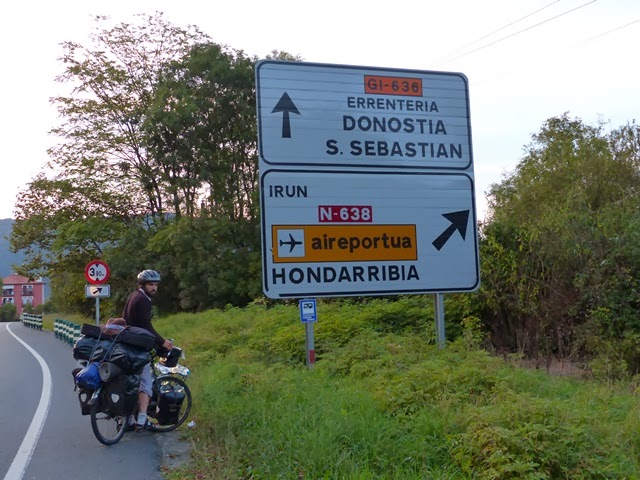 GI-636
ERRENTERIA
DONOSTIA
S. SEBASTIAN
IRUN
N-638
aireportua
HONDARRIBIA